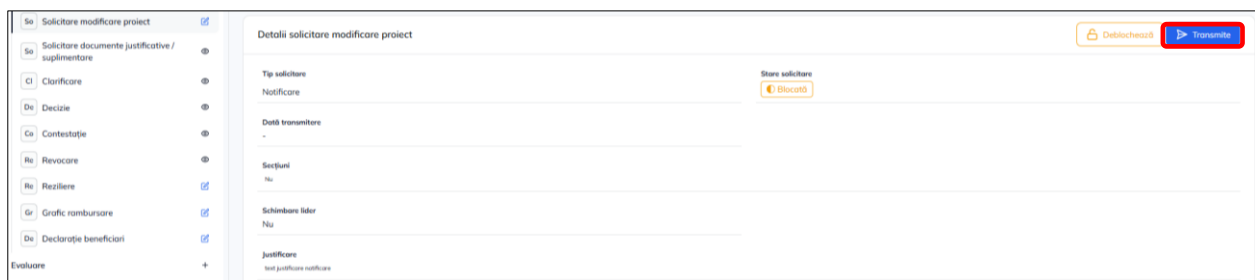 So Solicitare modificare proiect
So Solicitare documente justificative /
suplimentare
Cl Clarificare
De Decizie
Co Contestație
Re Revocare
Re Reziliere
Gr Grafic rambursare
De Declarație beneficiari
Evaluare +
Detalii solicitare modificare proiect
Deblochează Transmite
Tip solicitare Stare solicitare
Notificare Blocată
Dată transmitere
-
Secțiuni
Nu
Schimbare lider
Nu
Justificare
text justificare notificare